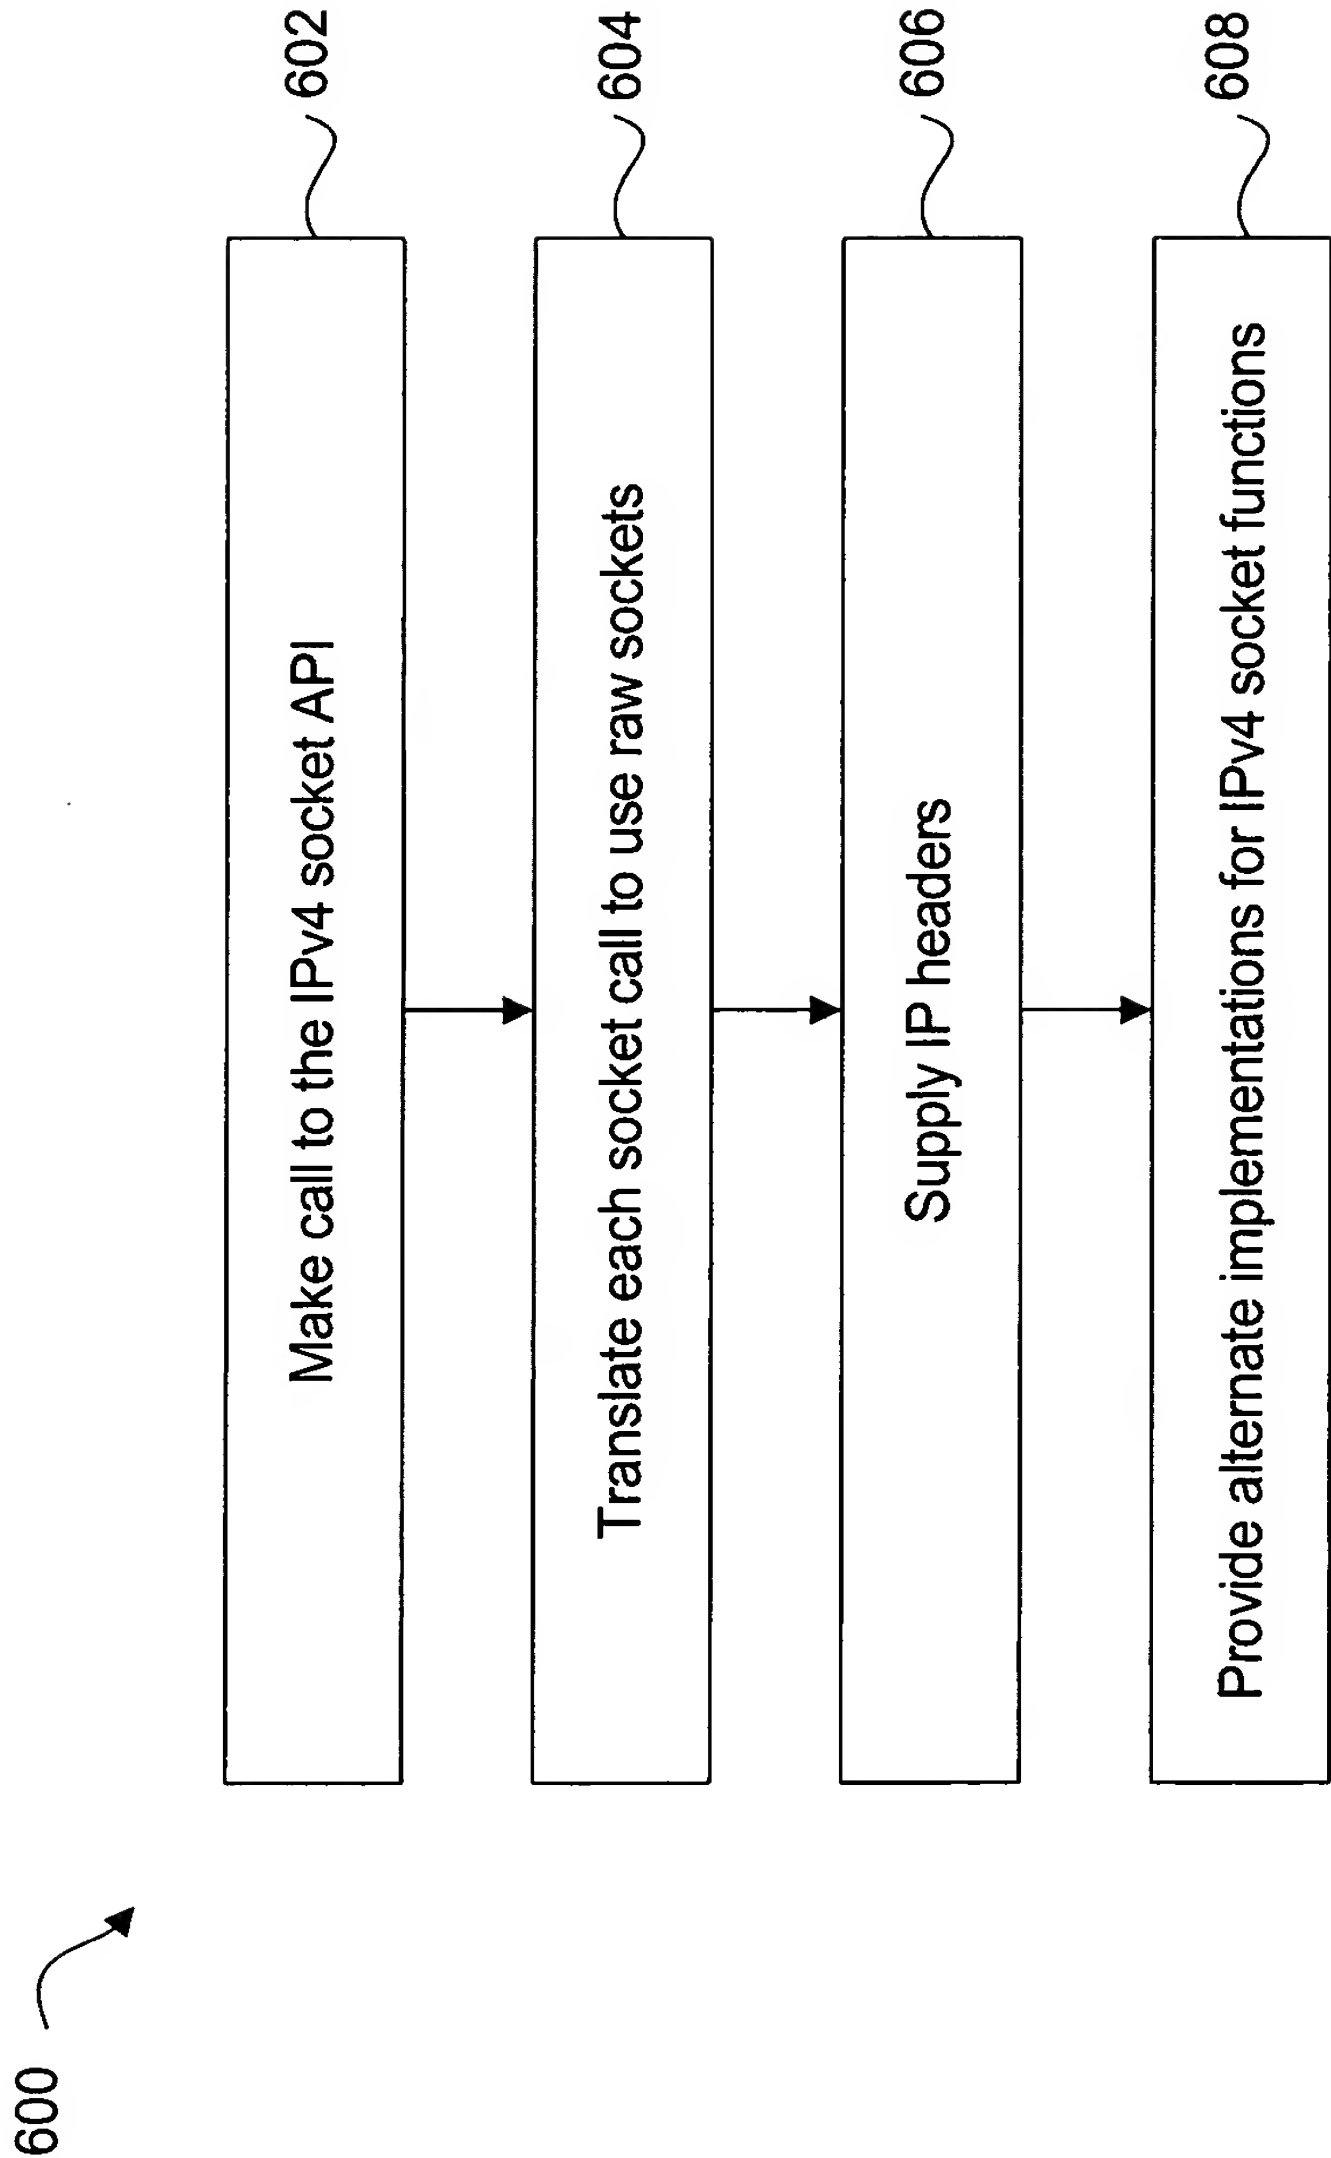 600
Make call to the IPv4 socket API
602
Translate each socket call to use raw sockets
604
Supply IP headers
606
Provide alternate implementations for IPv4 socket functions
608